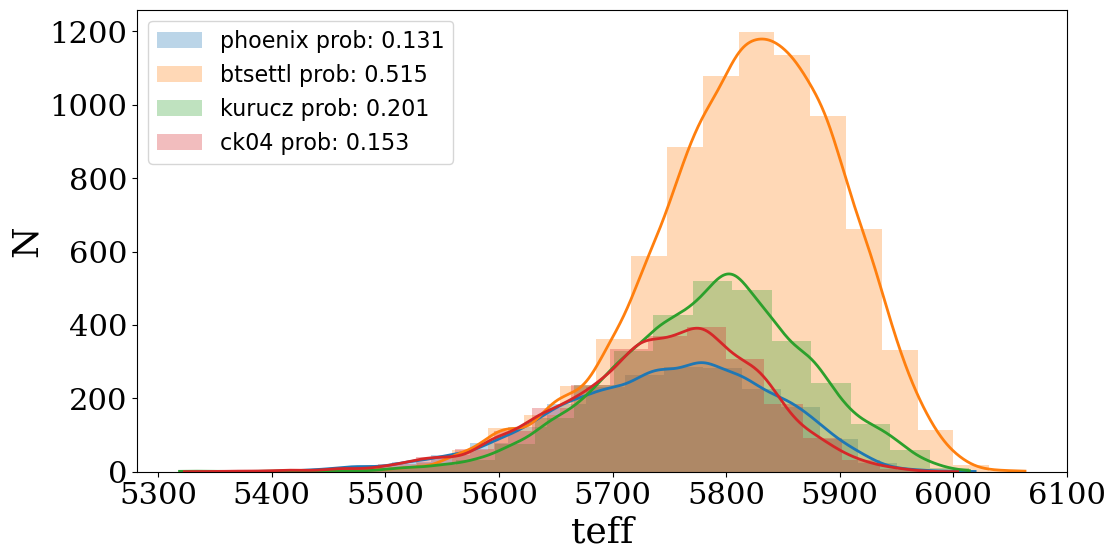 phoenix prob: 0.131
btsettl prob: 0.515
kurucz prob: 0.201
ck04 prob: 0.153
1200
1000
800
600
400
200
0
N
5300 5400 5500 5600 5700 5800 5900 6000 6100
teff